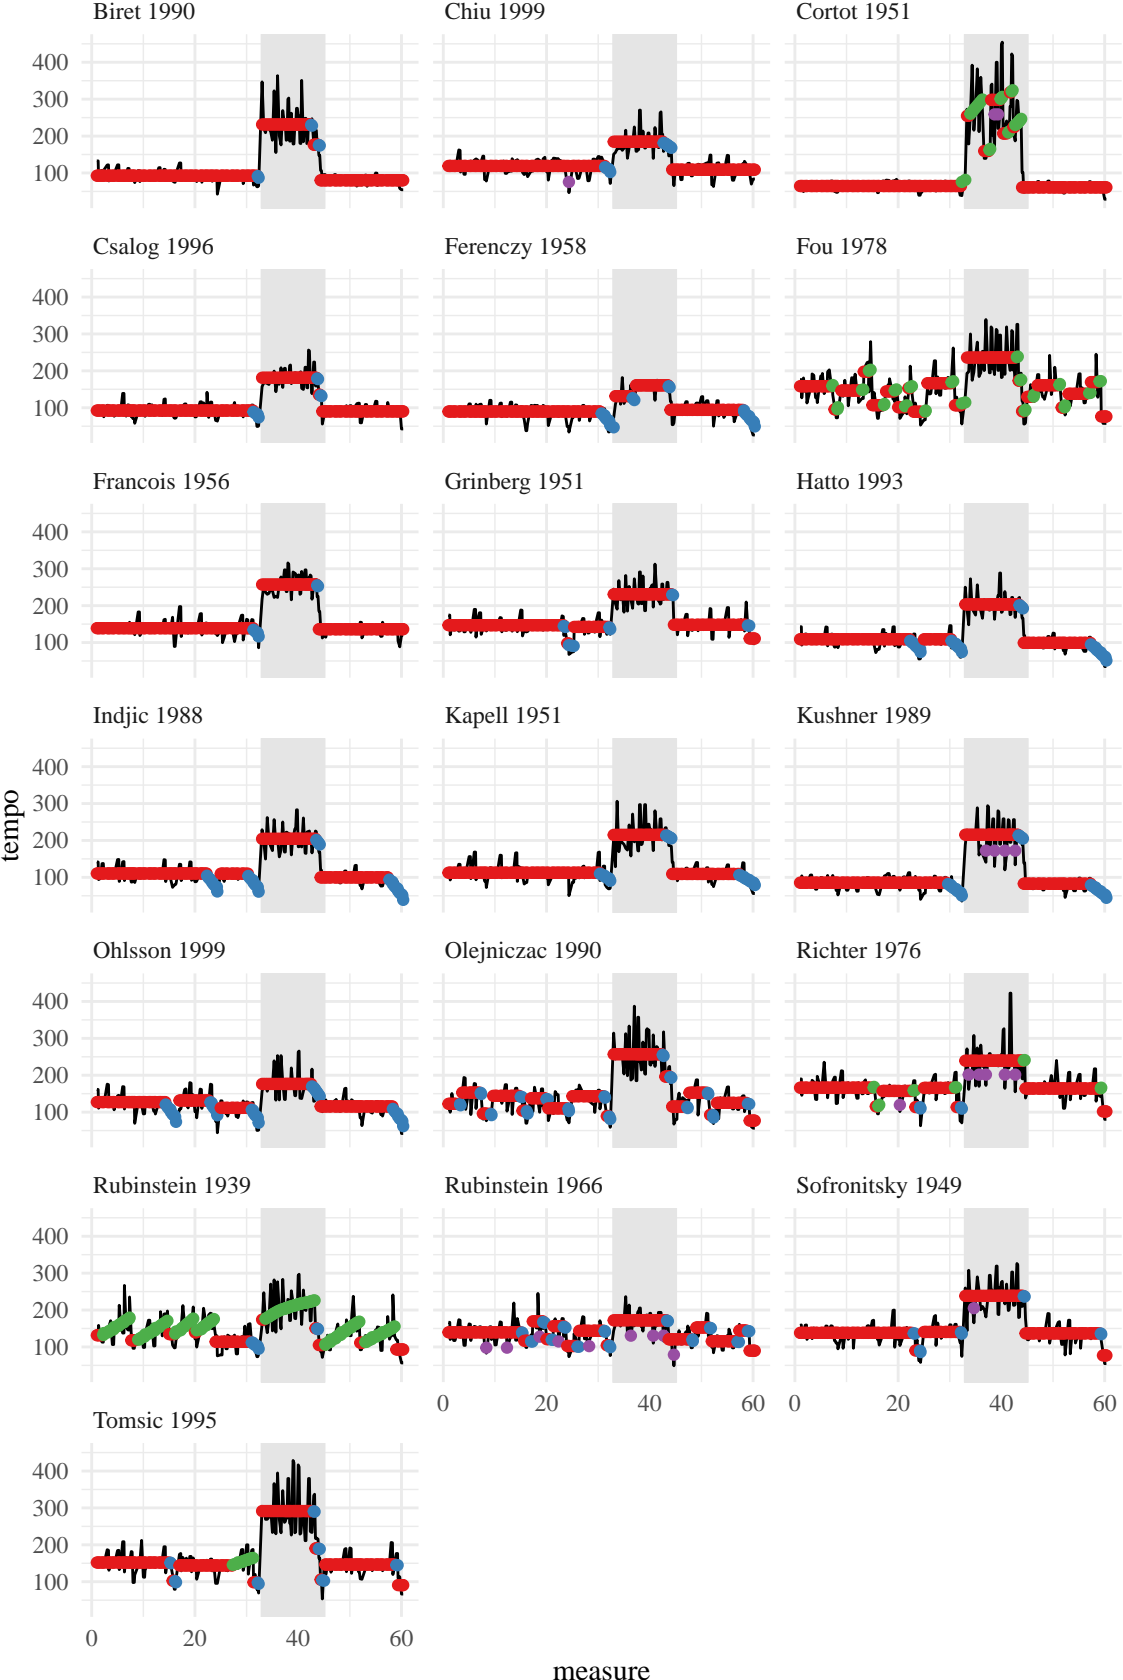 Biret 1990 Chiu 1999 Cortot 1951
400
300
200
100
Csalog 1996 Ferenczy 1958 Fou 1978
400
300
200
100
Francois 1956 Grinberg 1951 Hatto 1993
400
300
200
100
Indjic 1988 Kapell 1951 Kushner 1989
400
300
200
100
tempo
Ohlsson 1999 Olejniczac 1990 Richter 1976
400
300
200
100
Rubinstein 1939 Rubinstein 1966 Sofronitsky 1949
400
300
200
100
0 20 40 60 0 20 40 60
Tomsic 1995
400
300
200
100
0 20 40 60
measure